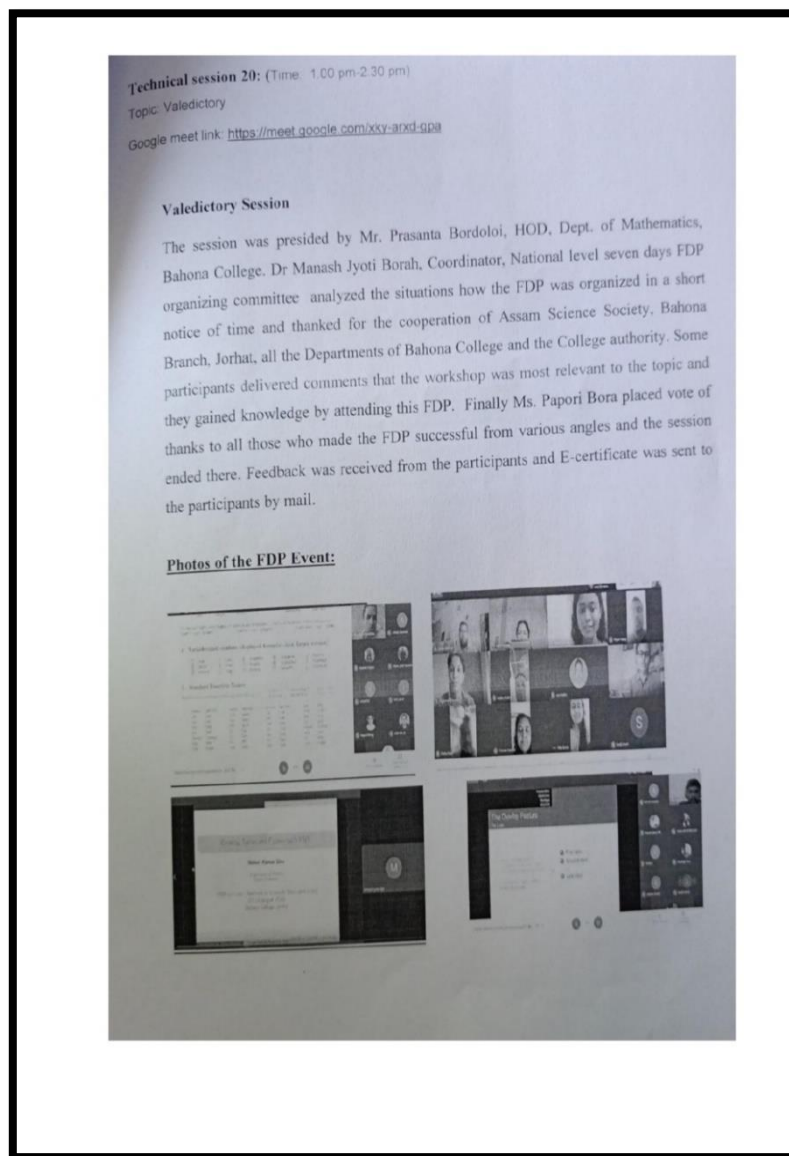 Technical session 20: (Time: 1.00 pm-2.30 pm)
Topic: Valedictory
Google meet link: https://meet.google.com/xky-arxd-gpa
Valedictory Session
The session was presided by Mr. Prasanta Bordoloi, HOD, Dept. of Mathematics,
Bahona College. Dr Manash Jyoti Borah, Coordinator, National level seven days FDP
organizing committee analyzed the situations how the FDP was organized in a short
notice of time and thanked for the cooperation of Assam Science Society, Bahona
Branch, Jorhat, all the Departments of Bahona College and the College authority. Some
participants delivered comments that the workshop was most relevant to the topic and
they gained knowledge by attending this FDP. Finally Ms. Papori Bora placed vote of
thanks to all those who made the FDP successful from various angles and the session
ended there. Feedback was received from the participants and E-certificate was sent to
the participants by mail.
Photos of the FDP Event:
S
M